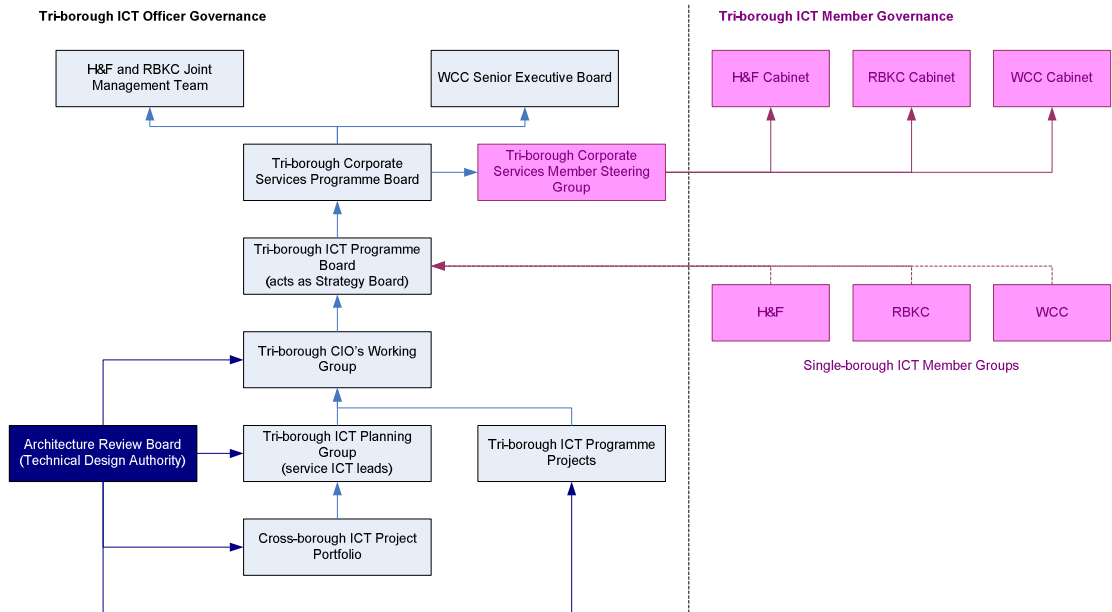 Tri-borough ICT Officer Governance
Tri-borough ICT Member Governance
H&F and RBKC Joint
Management Team
WCC Senior Executive Board
H&F Cabinet
RBKC Cabinet
WCC Cabinet
Tri-borough Corporate
Services Programme Board
Tri-borough Corporate
Services Member Steering
Group
Tri-borough ICT Programme
Board
(acts as Strategy Board)
H&F
RBKC
WCC
Single-borough ICT Member Groups
Tri-borough CIO's Working
Group
Architecture Review Board
(Technical Design Authority)
Tri-borough ICT Planning
Group
(service ICT leads)
Tri-borough ICT Programme
Projects
Cross-borough ICT Project
Portfolio